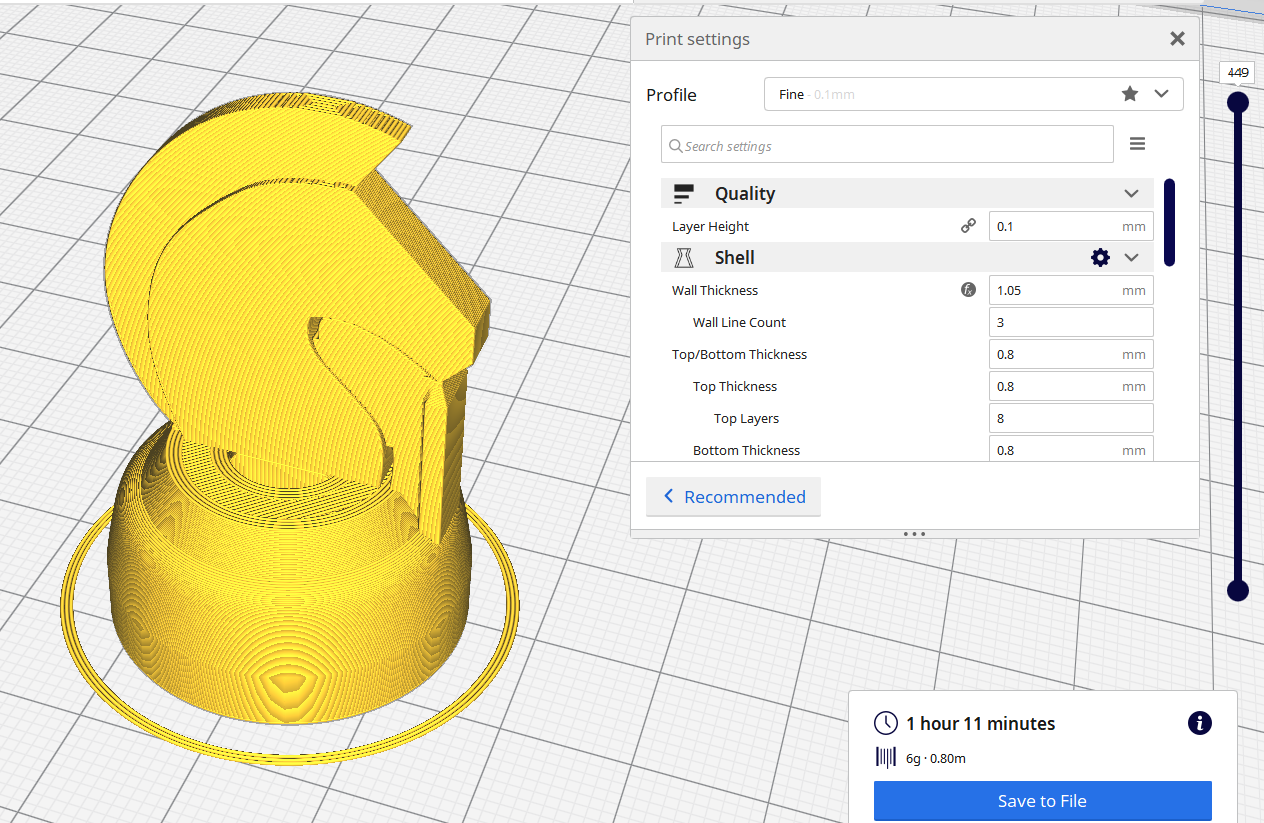 Print settings
449
Profile
Fine - 0.1mm
Search settings
Quality
Layer Height 0.1 mm
Shell
Wall Thickness fx 1.05 mm
Wall Line Count 3
Top/Bottom Thickness 0.8 mm
Top Thickness 0.8 mm
Top Layers 8
Bottom Thickness 0.8 mm
Recommended
1 hour 11 minutes
6g · 0.80m
Save to File